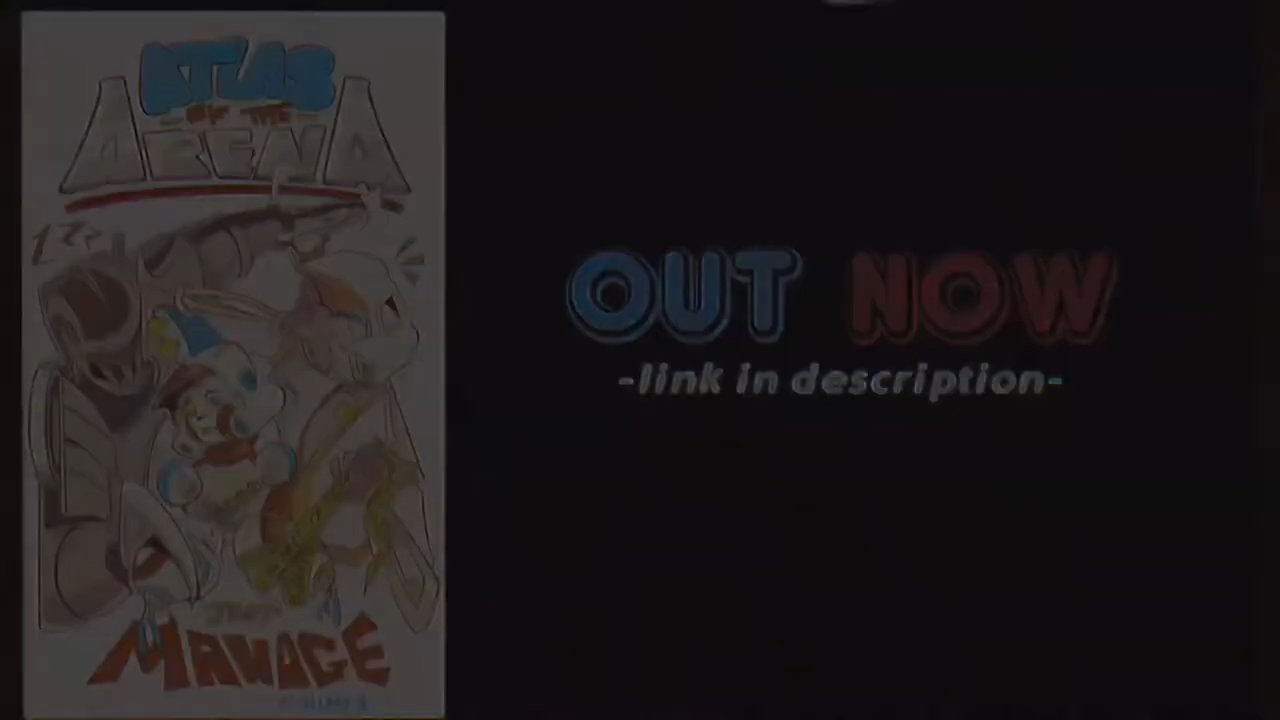 ATLAS
OF THE
ARENA
MANAGE
OUT NOW
-link in description-